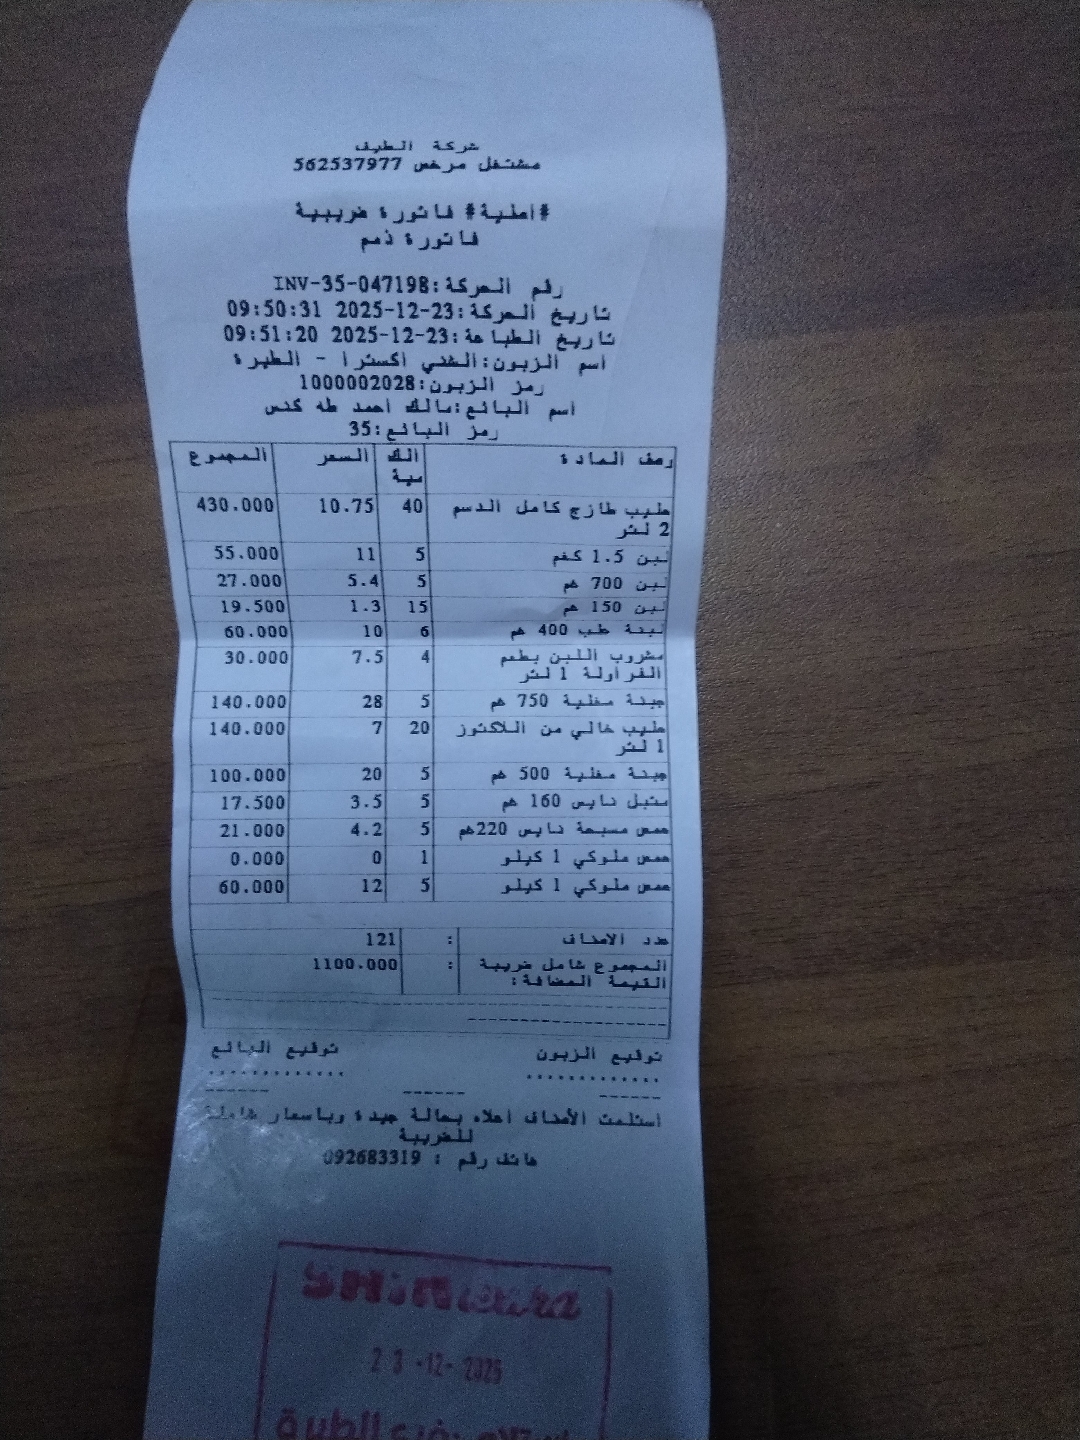 شركة الطيف
مشتغل مرخص 562537977
#أصلية# فاتورة ضريبية
فاتورة ذمم
رقم الحركة:INV-35-047198
تاريخ الحركة:23-12-2025 09:50:31
تاريخ الطباعة:23-12-2025 09:51:20
اسم الزبون:الشني اكسترا - الطيرة
رمز الزبون:1000002028
اسم البائع:مالك احمد طه كنس
رمز البائع:35
وصف المادة الكمية السعر المجموع
حليب طازج كامل الدسم 2 لتر 40 10.75 430.000
لبن 1.5 كغم 5 11 55.000
لبن 700 غم 5 5.4 27.000
لبن 150 غم 15 1.3 19.500
لبنة طب 400 غم 6 10 60.000
مشروب اللبن بطعم الفراولة 1 لتر 4 7.5 30.000
جبنة مغلية 750 غم 5 28 140.000
حليب خالي من اللاكتوز 1 لتر 20 7 140.000
جبنة مغلية 500 غم 5 20 100.000
متبل نايس 160 غم 5 3.5 17.500
حمص مسبحة نايس 220غم 5 4.2 21.000
حمص ملوكي 1 كيلو 1 0 0.000
حمص ملوكي 1 كيلو 5 12 60.000
عدد الأصناف : 121
المجموع شامل ضريبة القيمة المضافة: : 1100.000
توقيع الزبون توقيع البائع
استلمت الأصناف أعلاه بحالة جيدة وباسعار شاملة
للضريبة
هاتف رقم : 092683319
23-12-2025